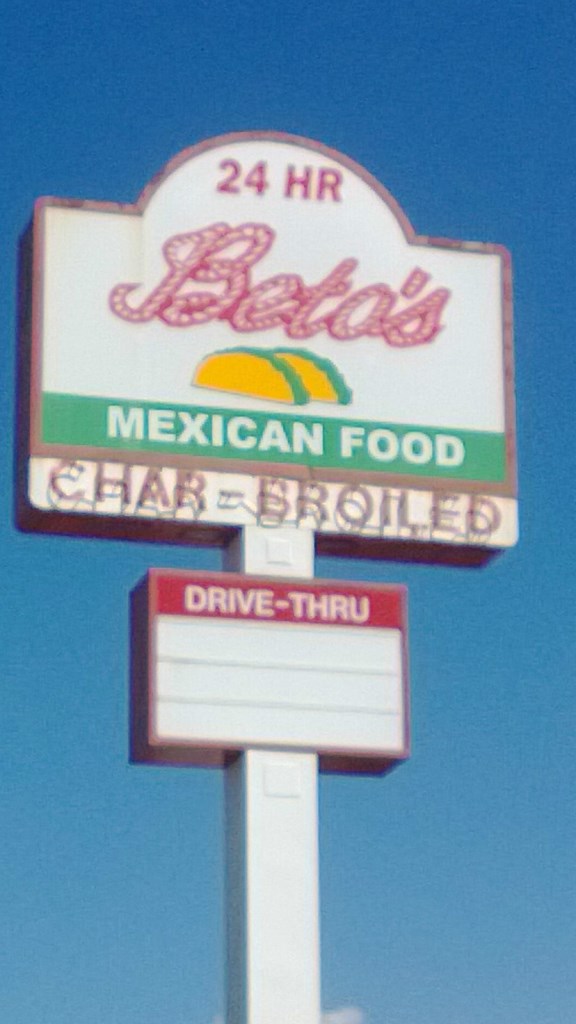 24 HR
Beto's
MEXICAN FOOD
CHAR-BROILED
DRIVE-THRU